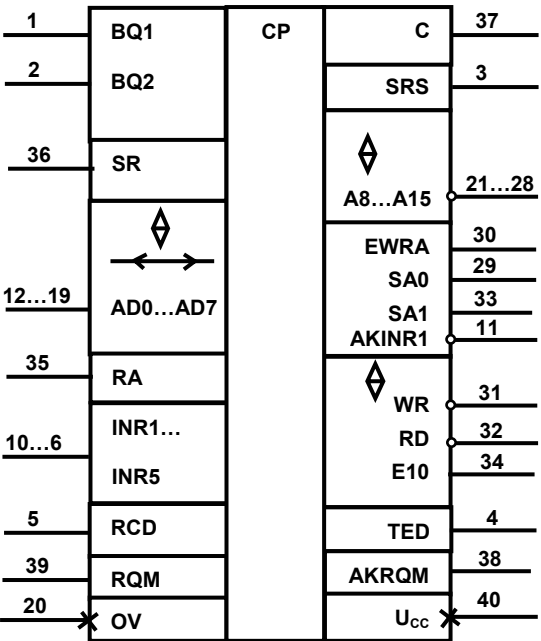 1 BQ1 CP C 37
2 BQ2 SRS 3
36 SR
A8...A15 21...28
EWRA 30
12...19 AD0...AD7 SA0 29
SA1 33
AKINR1 11
35 RA
WR 31
INR1...
10...6 RD 32
INR5 E10 34
5 RCD TED 4
39 RQM AKRQM 38
20 OV Ucc 40